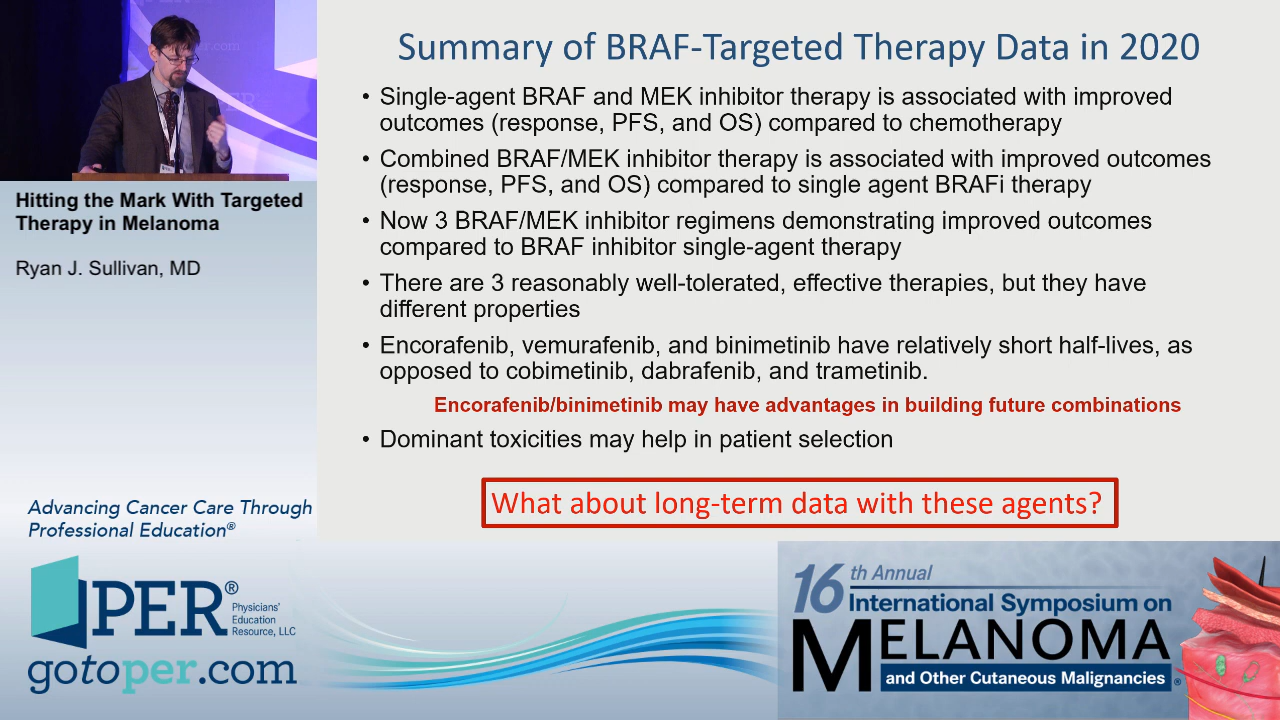 Summary of BRAF-Targeted Therapy Data in 2020
• Single-agent BRAF and MEK inhibitor therapy is associated with improved
outcomes (response, PFS, and OS) compared to chemotherapy
• Combined BRAF/MEK inhibitor therapy is associated with improved outcomes
(response, PFS, and OS) compared to single agent BRAFi therapy
• Now 3 BRAF/MEK inhibitor regimens demonstrating improved outcomes
compared to BRAF inhibitor single-agent therapy
• There are 3 reasonably well-tolerated, effective therapies, but they have
different properties
• Encorafenib, vemurafenib, and binimetinib have relatively short half-lives, as
opposed to cobimetinib, dabrafenib, and trametinib.
Encorafenib/binimetinib may have advantages in building future combinations
• Dominant toxicities may help in patient selection
What about long-term data with these agents?
Hitting the Mark With Targeted
Therapy in Melanoma
Ryan J. Sullivan, MD
Advancing Cancer Care Through
Professional Education®
PER®
Physicians'
Education
Resource, LLC
gotoper.com
16th Annual
International Symposium on
MELANOMA
and Other Cutaneous Malignancies®